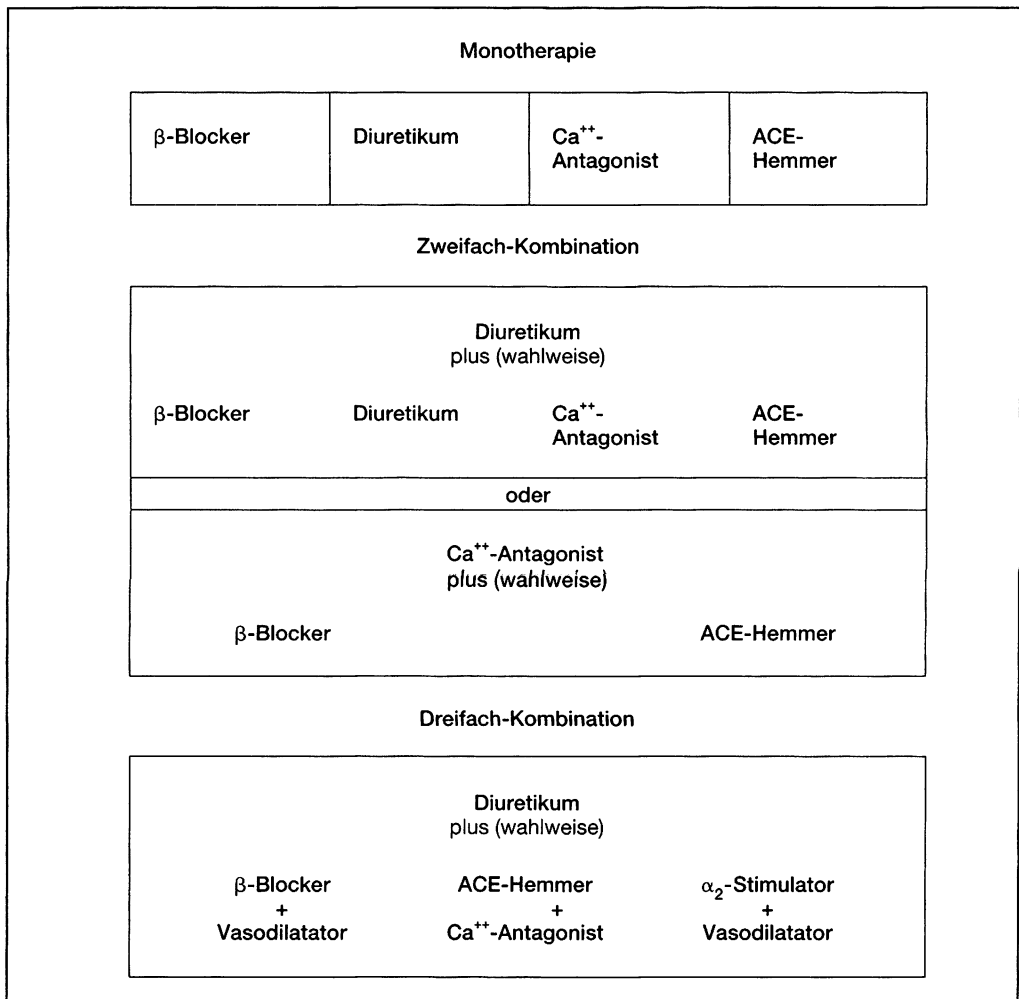 Monotherapie
β-Blocker Diuretikum Ca⁺⁺- ACE-
Antagonist Hemmer
Zweifach-Kombination
Diuretikum
plus (wahlweise)
β-Blocker Diuretikum Ca⁺⁺- ACE-
Antagonist Hemmer
oder
Ca⁺⁺-Antagonist
plus (wahlweise)
β-Blocker ACE-Hemmer
Dreifach-Kombination
Diuretikum
plus (wahlweise)
β-Blocker ACE-Hemmer α₂-Stimulator
+ + +
Vasodilatator Ca⁺⁺-Antagonist Vasodilatator